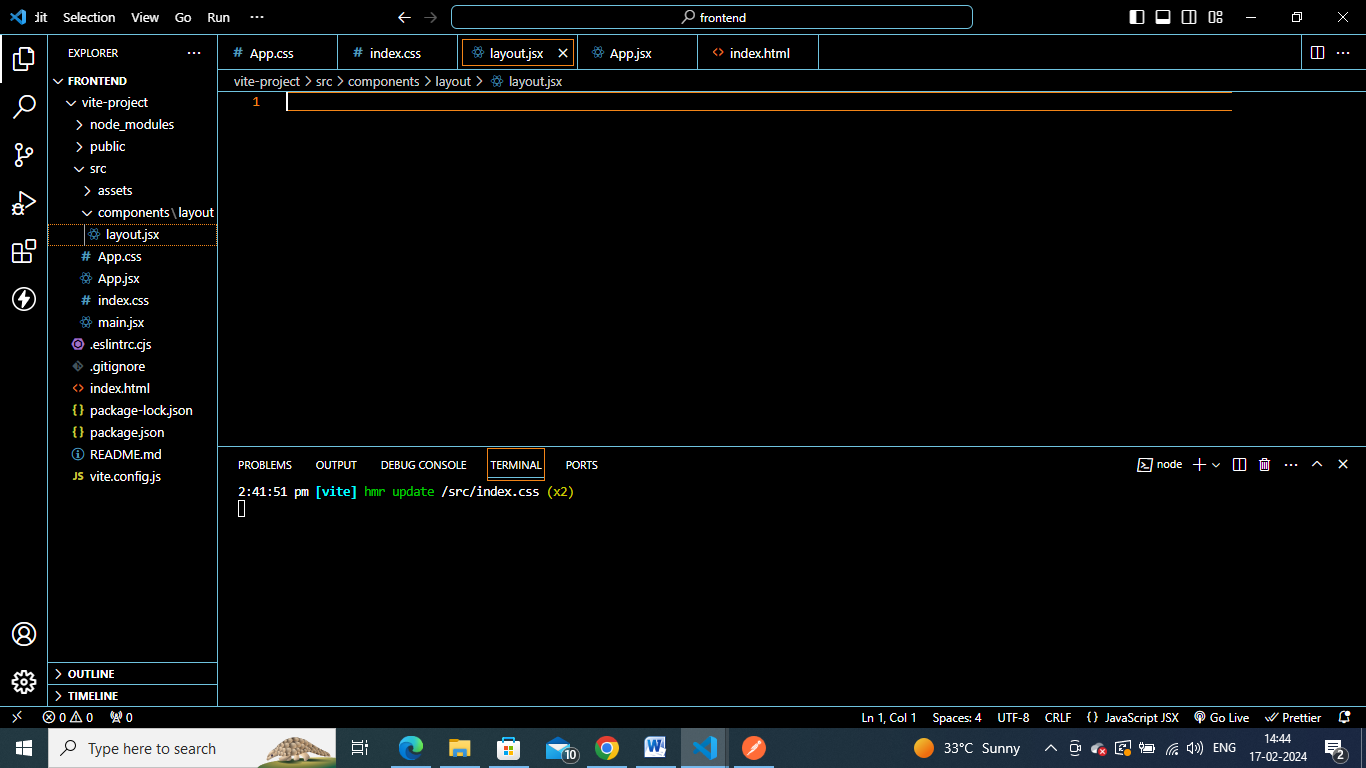 dit Selection View Go Run ··· frontend
EXPLORER ···
App.css index.css layout.jsx App.jsx index.html ···
FRONTEND
vite-project > src > components > layout > layout.jsx
1
vite-project
node_modules
public
src
assets
components\layout
layout.jsx
App.css
App.jsx
index.css
main.jsx
.eslintrc.cjs
.gitignore
index.html
package-lock.json
package.json
README.md
vite.config.js
PROBLEMS OUTPUT DEBUG CONSOLE TERMINAL PORTS node ···
2:41:51 pm [vite] hmr update /src/index.css (x2)
OUTLINE
TIMELINE
0 0 0 Ln 1, Col 1 Spaces: 4 UTF-8 CRLF {} JavaScript JSX Go Live Prettier
Type here to search 10 33°C Sunny ENG 14:44 2
17-02-2024